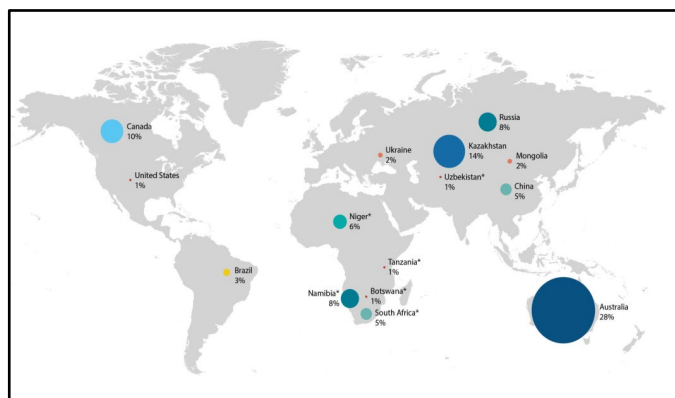 Canada
10%
United States
1%
Brazil
3%
Ukraine
2%
Niger*
6%
Tanzania*
1%
Namibia*
8%
Botswana*
1%
South Africa*
5%
Russia
8%
Kazakhstan
14%
Mongolia
2%
Uzbekistan*
1%
China
5%
Australia
28%